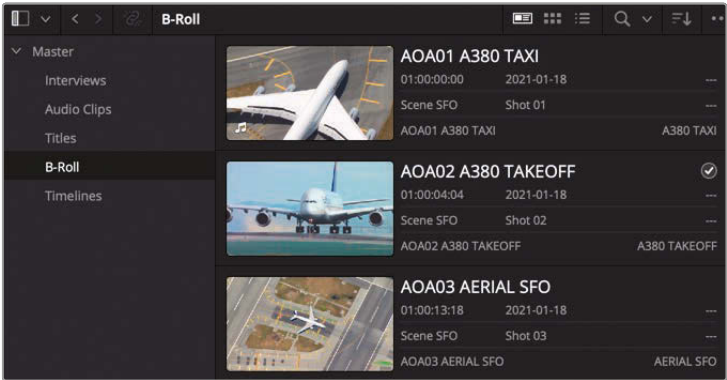 B-Roll
Master
Interviews
Audio Clips
Titles
B-Roll
Timelines
AOA01 A380 TAXI
01:00:00:00 2021-01-18 ---
Scene SFO Shot 01 ---
AOA01 A380 TAXI A380 TAXI
AOA02 A380 TAKEOFF
01:00:04:04 2021-01-18 ---
Scene SFO Shot 02 ---
AOA02 A380 TAKEOFF A380 TAKEOFF
AOA03 AERIAL SFO
01:00:13:18 2021-01-18 ---
Scene SFO Shot 03 ---
AOA03 AERIAL SFO AERIAL SFO